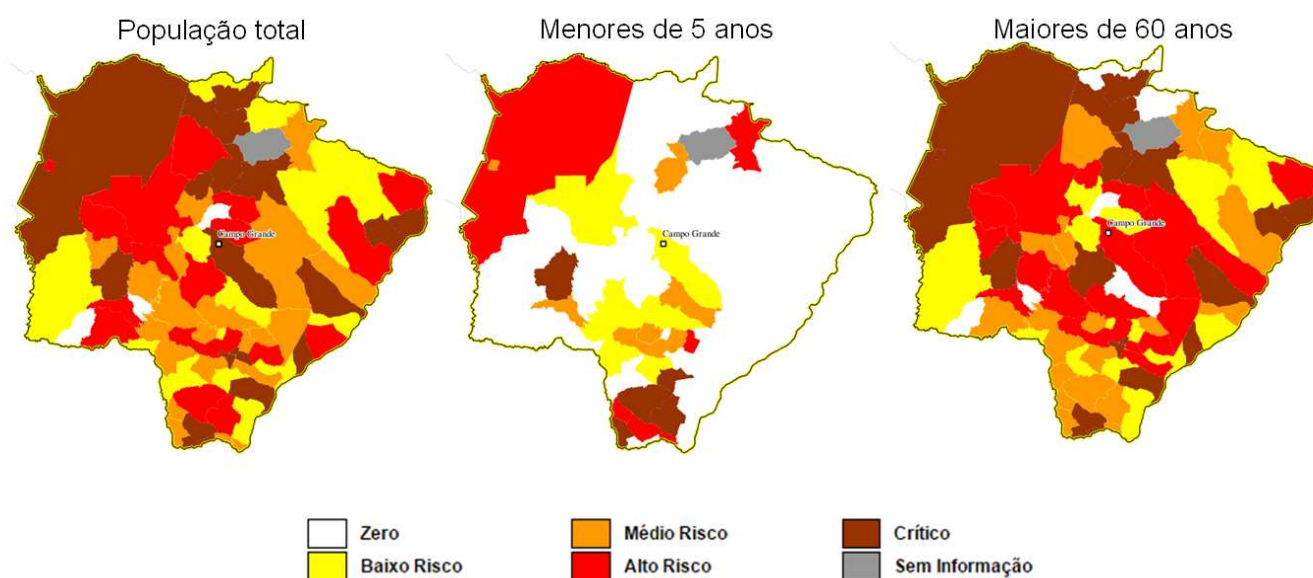 População total
Menores de 5 anos
Maiores de 60 anos
Campo Grande
Campo Grande
Campo Grande
Zero
Médio Risco
Crítico
Baixo Risco
Alto Risco
Sem Informação